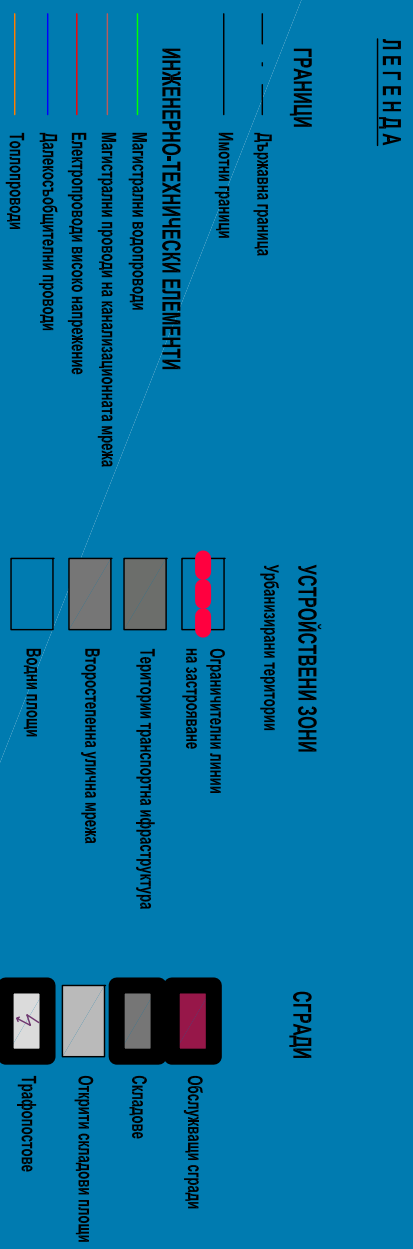 ЛЕГЕНДА
ГРАНИЦИ
Държавна граница
Имотни граници
ИНЖЕНЕРНО-ТЕХНИЧЕСКИ ЕЛЕМЕНТИ
Магистрални водопроводи
Магистрални проводи на канализационната мрежа
Електропроводи високо напрежение
Далекосъобщителни проводи
Топлопроводи
УСТРОЙСТВЕНИ ЗОНИ
Урбанизирани територии
Ограничителни линии
на застрояване
Територии транспортна ифраструктура
Второстепенна улична мрежа
Водни площи
СГРАДИ
Обслужващи сгради
Складове
Открити складови площи
Трафопостове